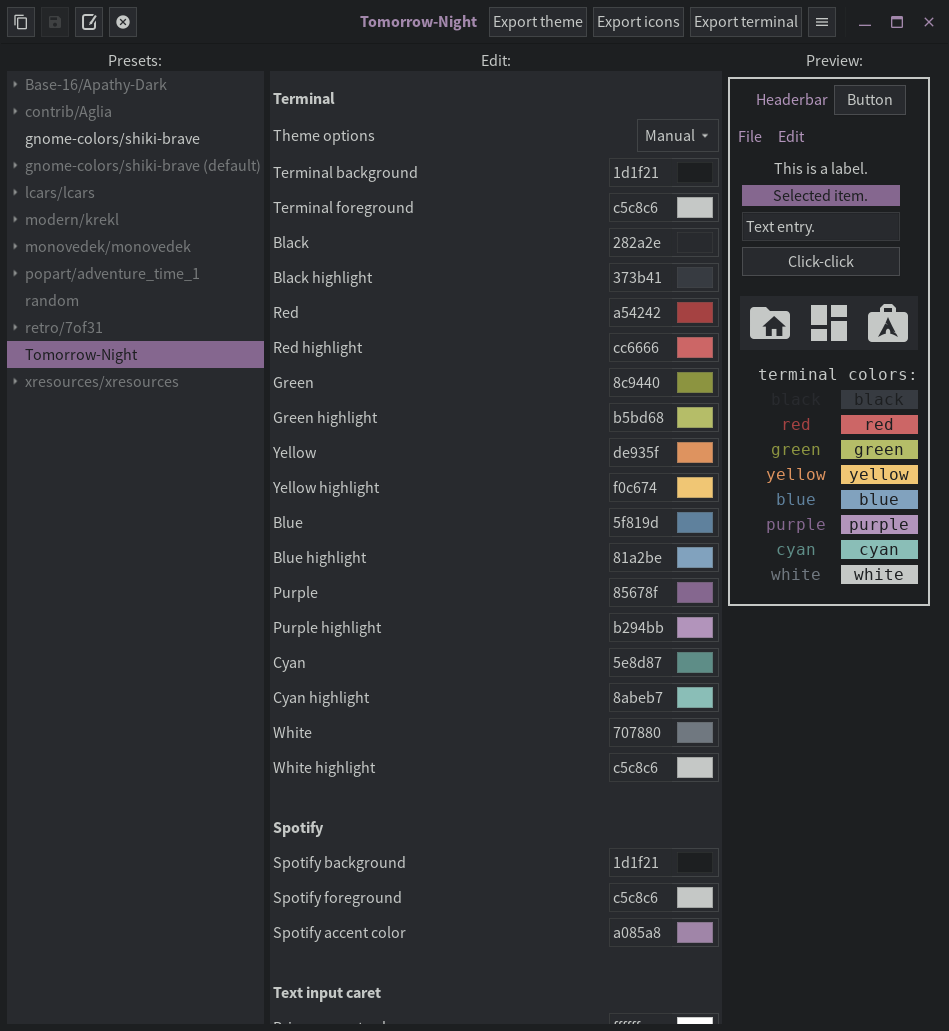 Tomorrow-Night Export theme Export icons Export terminal
Presets:
Base-16/Apathy-Dark
contrib/Aglia
gnome-colors/shiki-brave
gnome-colors/shiki-brave (default)
lcars/lcars
modern/krekl
monovedek/monovedek
popart/adventure_time_1
random
retro/7of31
Tomorrow-Night
xresources/xresources
Edit:
Terminal
Theme options Manual
Terminal background 1d1f21
Terminal foreground c5c8c6
Black 282a2e
Black highlight 373b41
Red a54242
Red highlight cc6666
Green 8c9440
Green highlight b5bd68
Yellow de935f
Yellow highlight f0c674
Blue 5f819d
Blue highlight 81a2be
Purple 85678f
Purple highlight b294bb
Cyan 5e8d87
Cyan highlight 8abeb7
White 707880
White highlight c5c8c6
Spotify
Spotify background 1d1f21
Spotify foreground c5c8c6
Spotify accent color a085a8
Text input caret
Preview:
Headerbar Button
File Edit
This is a label.
Selected item.
Text entry.
Click-click
terminal colors:
black black
red red
green green
yellow yellow
blue blue
purple purple
cyan cyan
white white